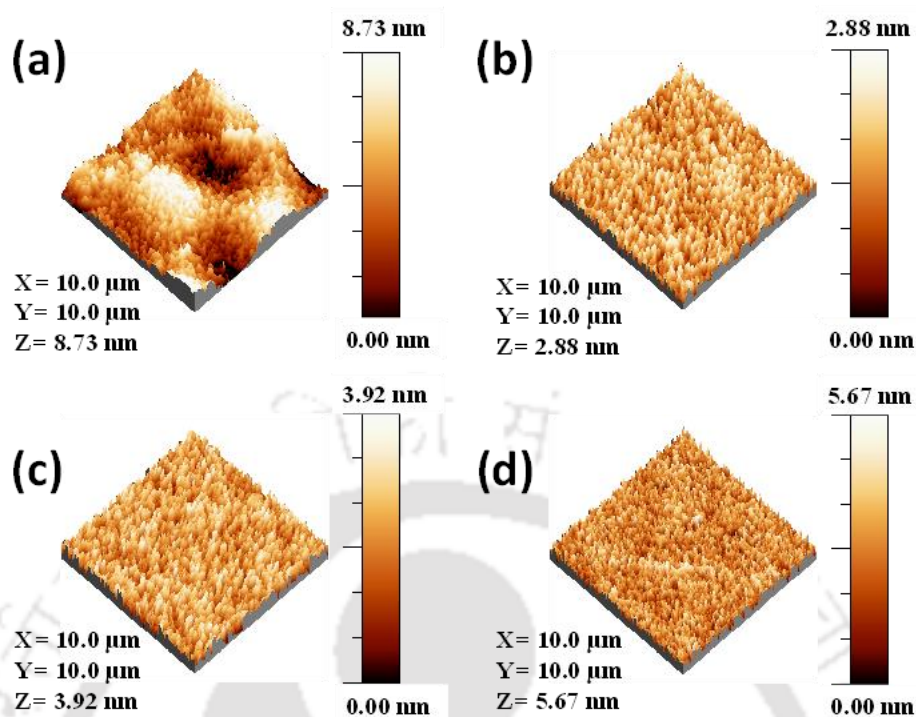 (a)
8.73 nm
X= 10.0 μm
Y= 10.0 μm
Z= 8.73 nm
0.00 nm
(b)
2.88 nm
X= 10.0 μm
Y= 10.0 μm
Z= 2.88 nm
0.00 nm
(c)
3.92 nm
X= 10.0 μm
Y= 10.0 μm
Z= 3.92 nm
0.00 nm
(d)
5.67 nm
X= 10.0 μm
Y= 10.0 μm
Z= 5.67 nm
0.00 nm